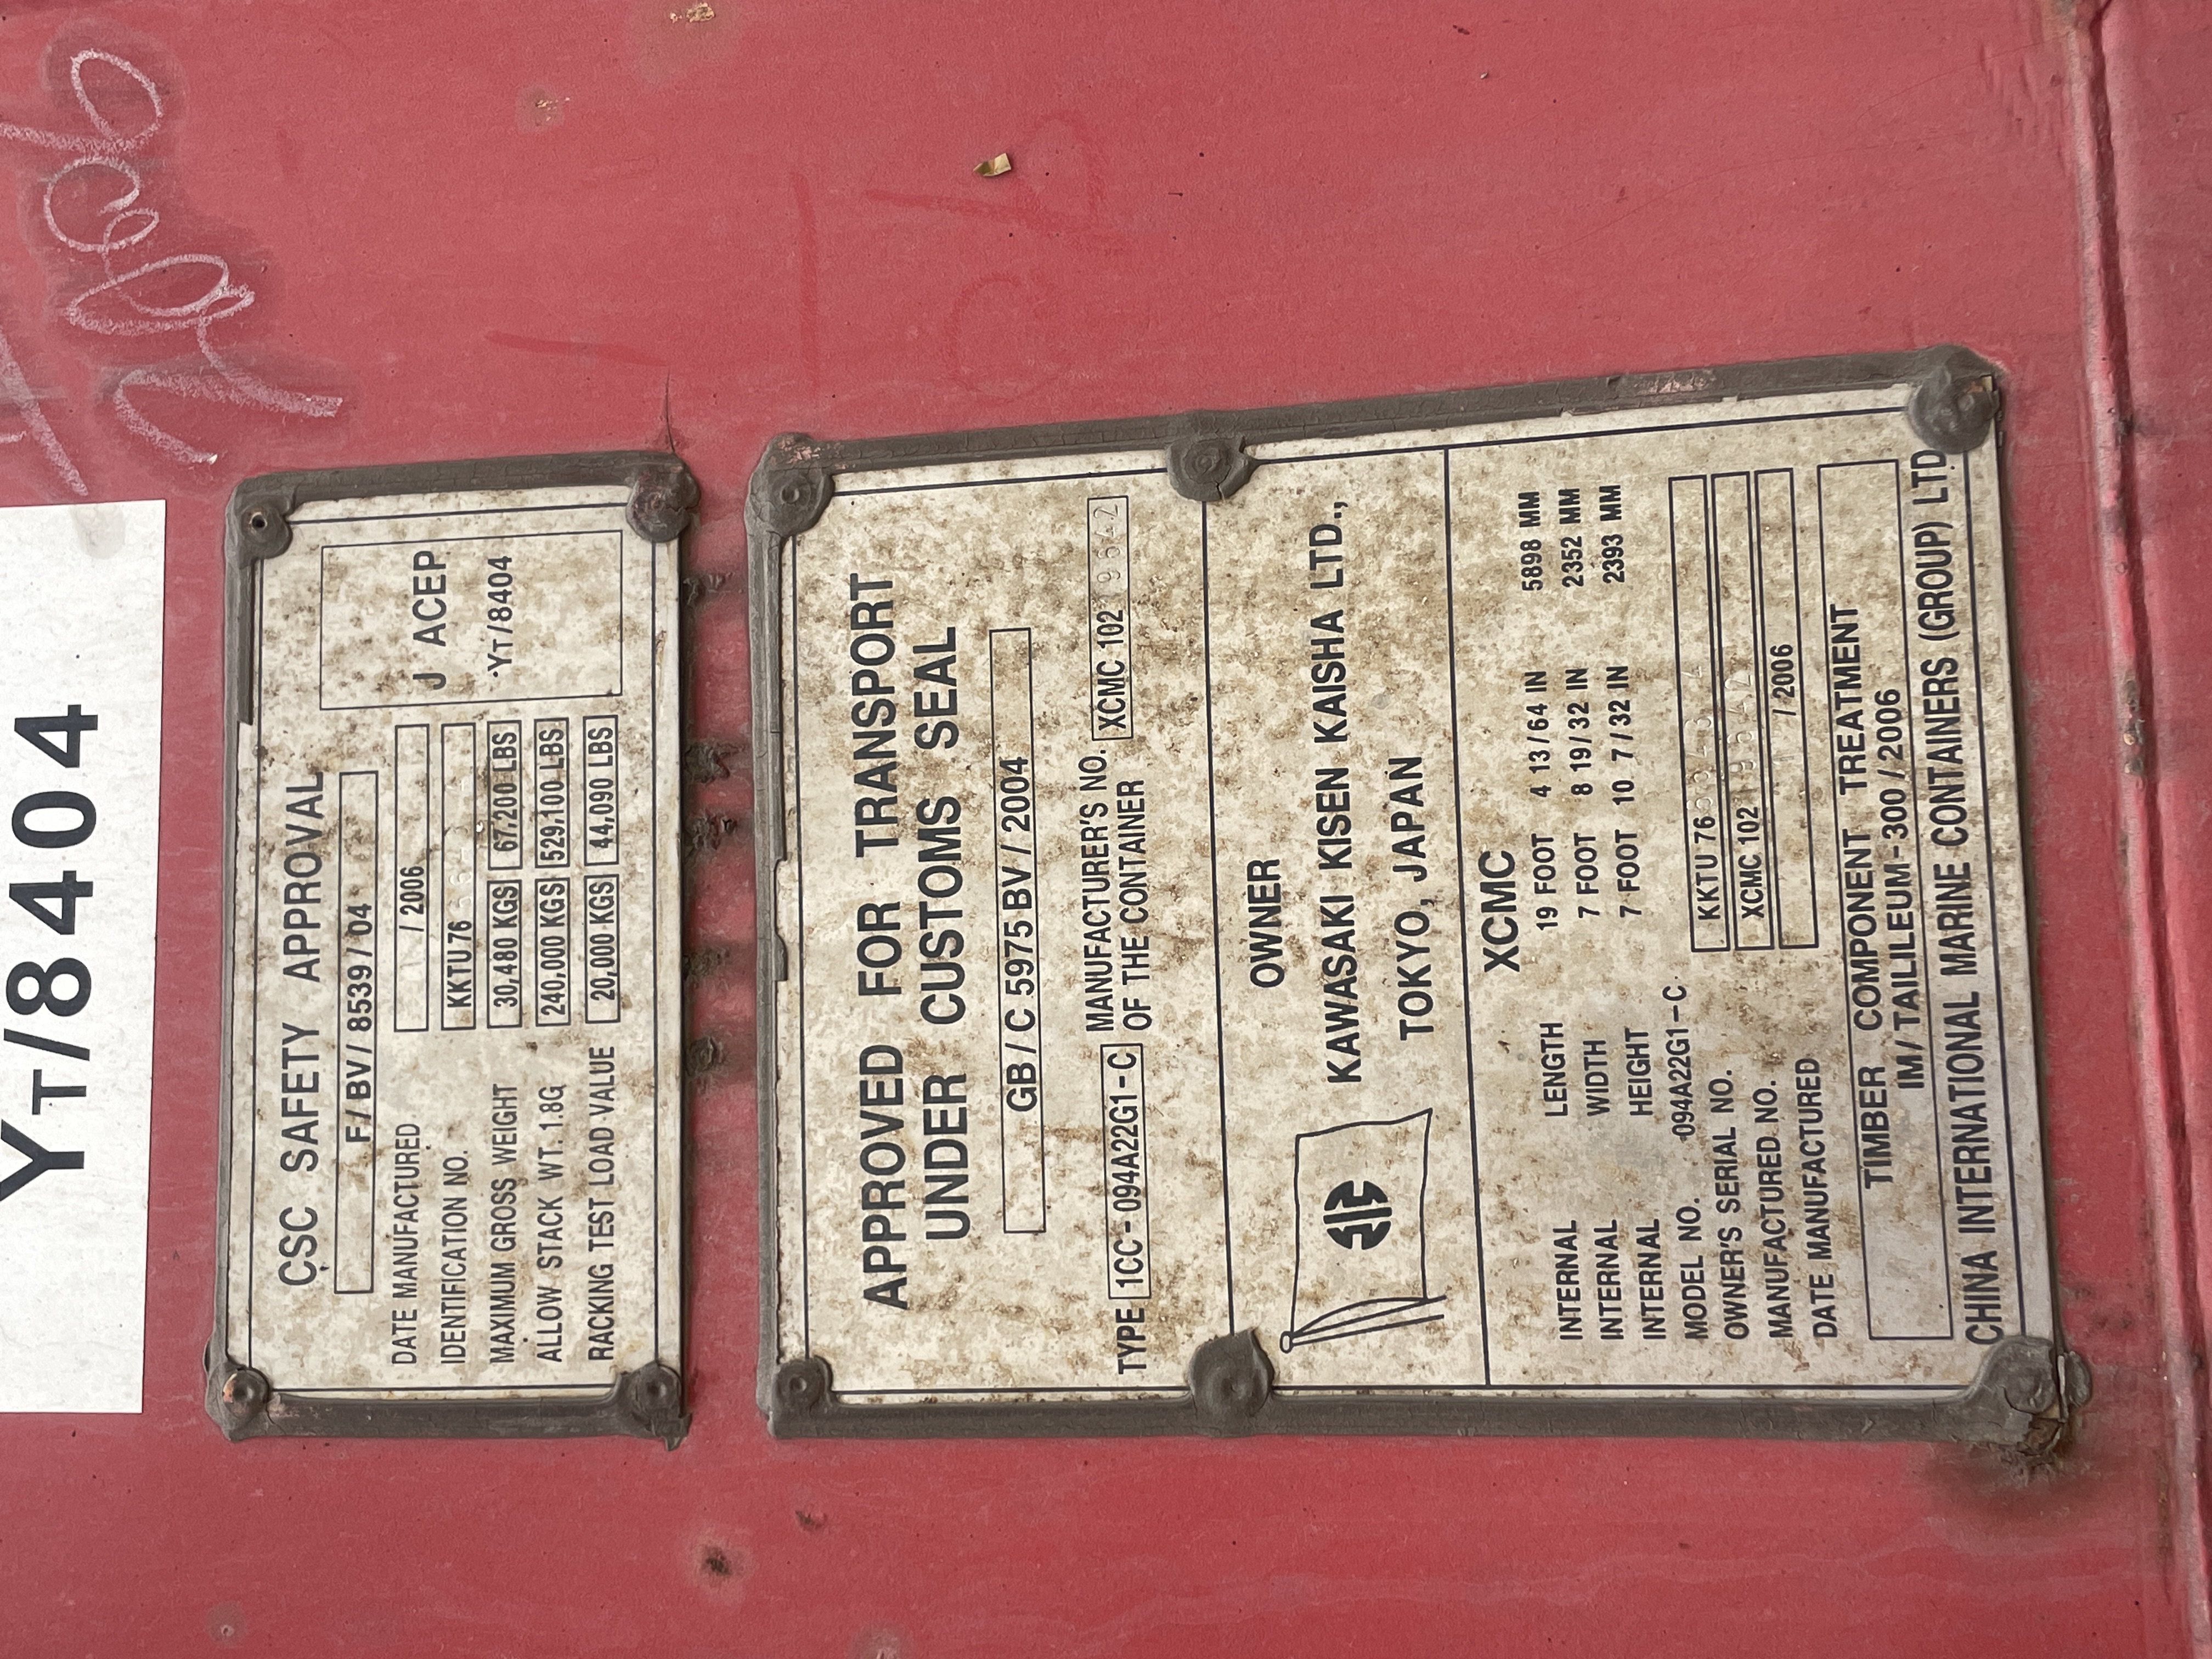 YT/8404
CSC SAFETY APPROVAL
F/BV/8539/04
DATE MANUFACTURED /2006
IDENTIFICATION NO. KKTU76
MAXIMUM GROSS WEIGHT 30,480 KGS 67,200 LBS
ALLOW STACK WT. 1.8G 240,000 KGS 529,100 LBS
RACKING TEST LOAD VALUE 20,000 KGS 44,090 LBS
J ACEP
YT/8404
APPROVED FOR TRANSPORT
UNDER CUSTOMS SEAL
GB/C 5975 BV/2004
TYPE 1CC-094A22G1-C MANUFACTURER'S NO.
OF THE CONTAINER XCMC 102
OWNER
KAWASAKI KISEN KAISHA LTD.,
TOKYO, JAPAN
XCMC
INTERNAL LENGTH 19 FOOT 4 13/64 IN 5898 MM
INTERNAL WIDTH 7 FOOT 8 19/32 IN 2352 MM
INTERNAL HEIGHT 7 FOOT 10 7/32 IN 2393 MM
MODEL NO. 094A22G1-C
OWNER'S SERIAL NO. KKTU 76
MANUFACTURED NO. XCMC 102
DATE MANUFACTURED /2006
TIMBER COMPONENT TREATMENT
IM/TAILILEUM-300/2006
CHINA INTERNATIONAL MARINE CONTAINERS (GROUP) LTD